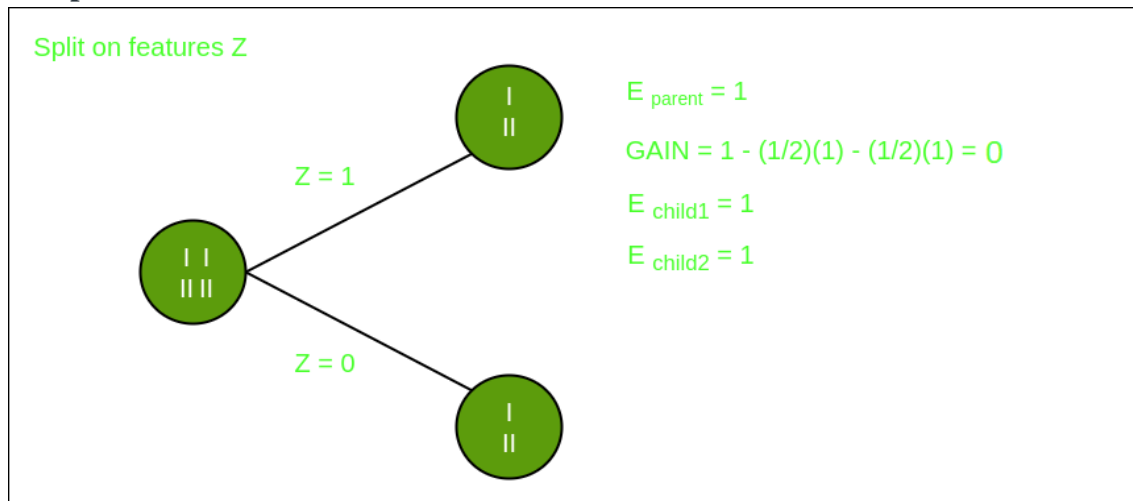 Split on features Z
I
II
E parent = 1
GAIN = 1 - (1/2)(1) - (1/2)(1) = 0
Z = 1
E child1 = 1
E child2 = 1
I I
II II
Z = 0
I
II